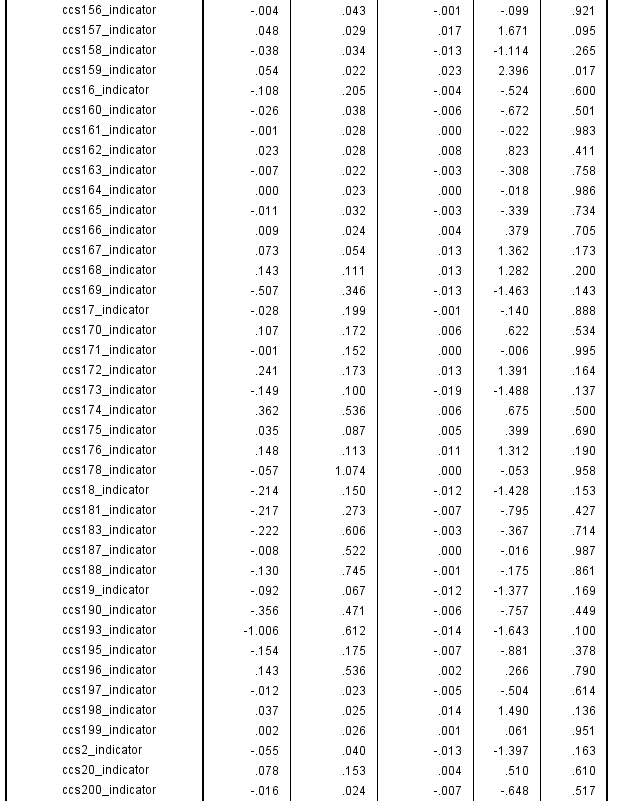 ccs156_indicator -.004 .043 -.001 -.099 .921
ccs157_indicator .048 .029 .017 1.671 .095
ccs158_indicator -.038 .034 -.013 -1.114 .265
ccs159_indicator .054 .022 .023 2.396 .017
ccs16_indicator -.108 .205 -.004 -.524 .600
ccs160_indicator -.026 .038 -.006 -.672 .501
ccs161_indicator -.001 .028 .000 -.022 .983
ccs162_indicator .023 .028 .008 .823 .411
ccs163_indicator -.007 .022 -.003 -.308 .758
ccs164_indicator .000 .023 .000 -.018 .986
ccs165_indicator -.011 .032 -.003 -.339 .734
ccs166_indicator .009 .024 .004 .379 .705
ccs167_indicator .073 .054 .013 1.362 .173
ccs168_indicator .143 .111 .013 1.282 .200
ccs169_indicator -.507 .346 -.013 -1.463 .143
ccs17_indicator -.028 .199 -.001 -.140 .888
ccs170_indicator .107 .172 .006 .622 .534
ccs171_indicator -.001 .152 .000 -.006 .995
ccs172_indicator .241 .173 .013 1.391 .164
ccs173_indicator -.149 .100 -.019 -1.488 .137
ccs174_indicator .362 .536 .006 .675 .500
ccs175_indicator .035 .087 .005 .399 .690
ccs176_indicator .148 .113 .011 1.312 .190
ccs178_indicator -.057 1.074 .000 -.053 .958
ccs18_indicator -.214 .150 -.012 -1.428 .153
ccs181_indicator -.217 .273 -.007 -.795 .427
ccs183_indicator -.222 .606 -.003 -.367 .714
ccs187_indicator -.008 .522 .000 -.016 .987
ccs188_indicator -.130 .745 -.001 -.175 .861
ccs19_indicator -.092 .067 -.012 -1.377 .169
ccs190_indicator -.356 .471 -.006 -.757 .449
ccs193_indicator -1.006 .612 -.014 -1.643 .100
ccs195_indicator -.154 .175 -.007 -.881 .378
ccs196_indicator .143 .536 .002 .266 .790
ccs197_indicator -.012 .023 -.005 -.504 .614
ccs198_indicator .037 .025 .014 1.490 .136
ccs199_indicator .002 .026 .001 .061 .951
ccs2_indicator -.055 .040 -.013 -1.397 .163
ccs20_indicator .078 .153 .004 .510 .610
ccs200_indicator -.016 .024 -.007 -.648 .517